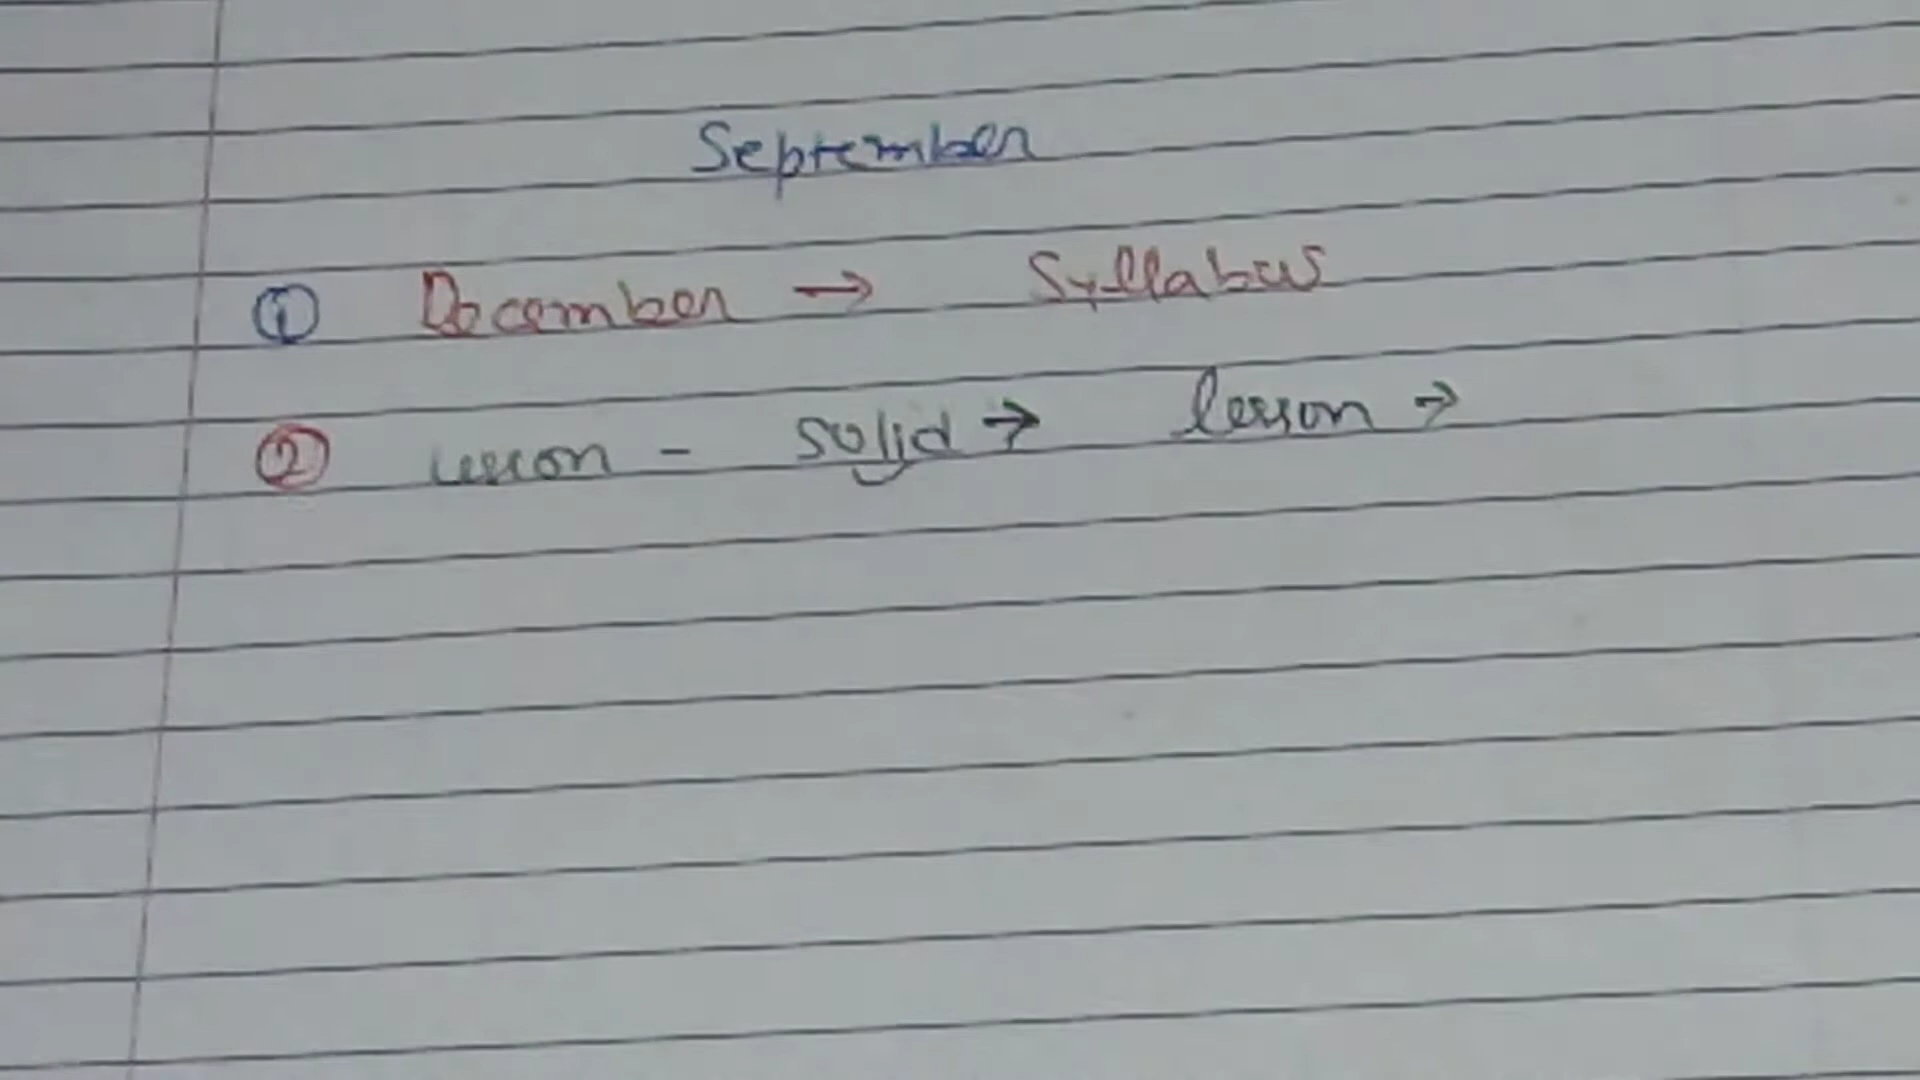 September
① December → Syllabus
② lesson - solid → lesson →